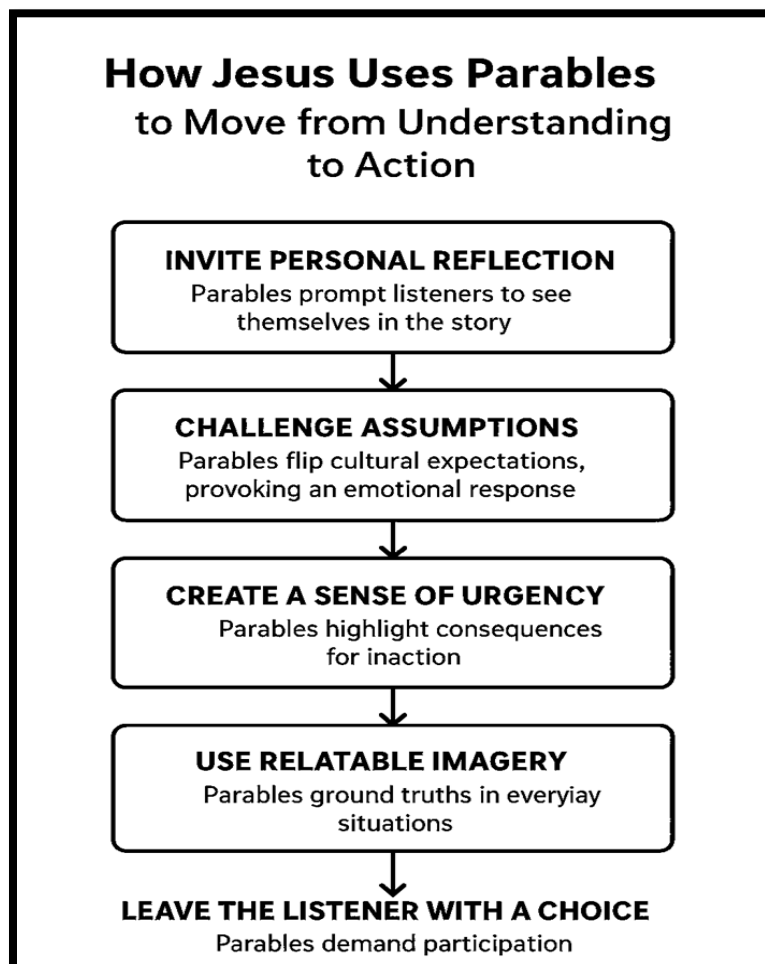 How Jesus Uses Parables
to Move from Understanding
to Action
INVITE PERSONAL REFLECTION
Parables prompt listeners to see
themselves in the story
CHALLENGE ASSUMPTIONS
Parables flip cultural expectations,
provoking an emotional response
CREATE A SENSE OF URGENCY
Parables highlight consequences
for inaction
USE RELATABLE IMAGERY
Parables ground truths in everyiay
situations
LEAVE THE LISTENER WITH A CHOICE
Parables demand participation